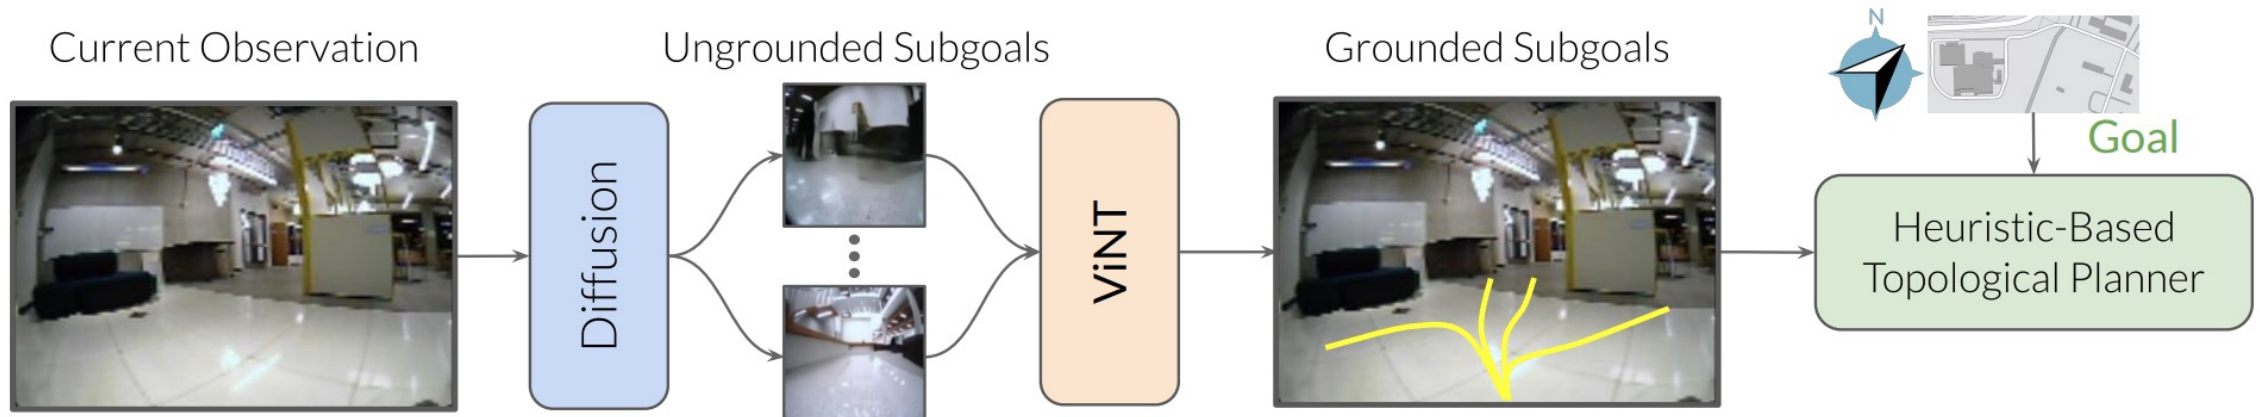 Current Observation
Ungrounded Subgoals
Grounded Subgoals
N
Goal
Diffusion
ViNT
Heuristic-Based
Topological Planner